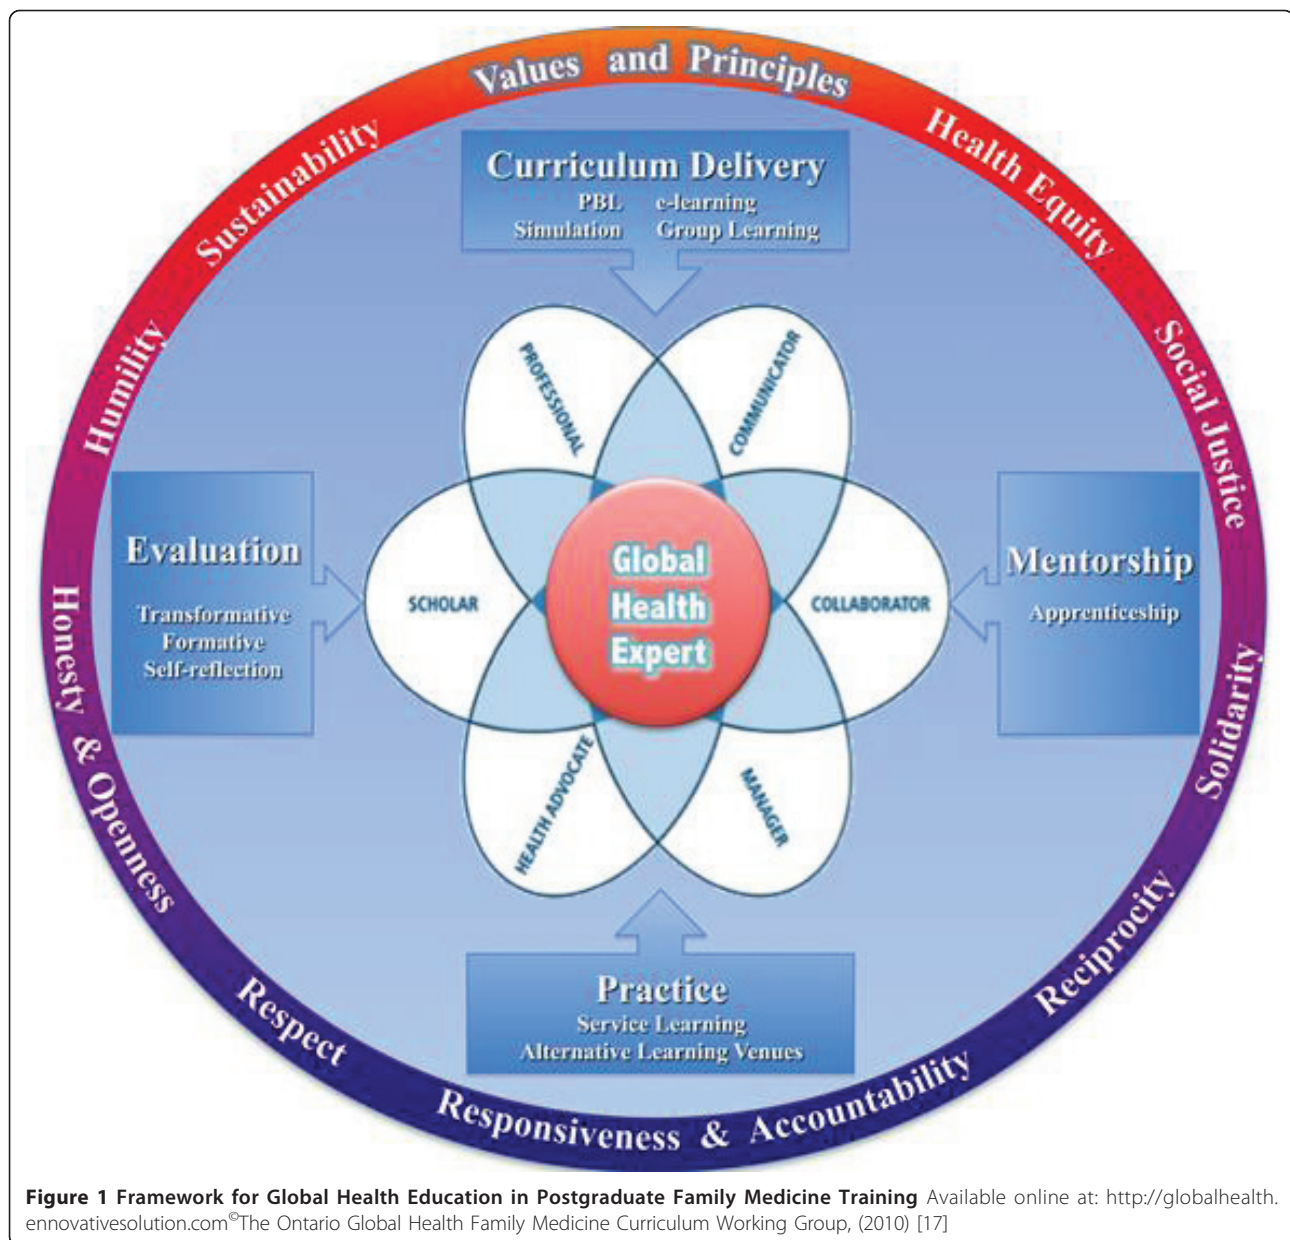 Values and Principles
Health Equity
Social Justice
Solidarity
Reciprocity
Responsiveness & Accountability
Respect
Honesty & Openness
Humility
Sustainability
Curriculum Delivery
PBL e-learning
Simulation Group Learning
PROFESSIONAL
COMMUNICATOR
Evaluation
Transformative
Formative
Self-reflection
SCHOLAR
Global
Health
Expert
COLLABORATOR
Mentorship
Apprenticeship
HEALTH ADVOCATE
MANAGER
Practice
Service Learning
Alternative Learning Venues
Figure 1 Framework for Global Health Education in Postgraduate Family Medicine Training Available online at: http://globalhealth.
ennovativesolution.com©The Ontario Global Health Family Medicine Curriculum Working Group, (2010) [17]